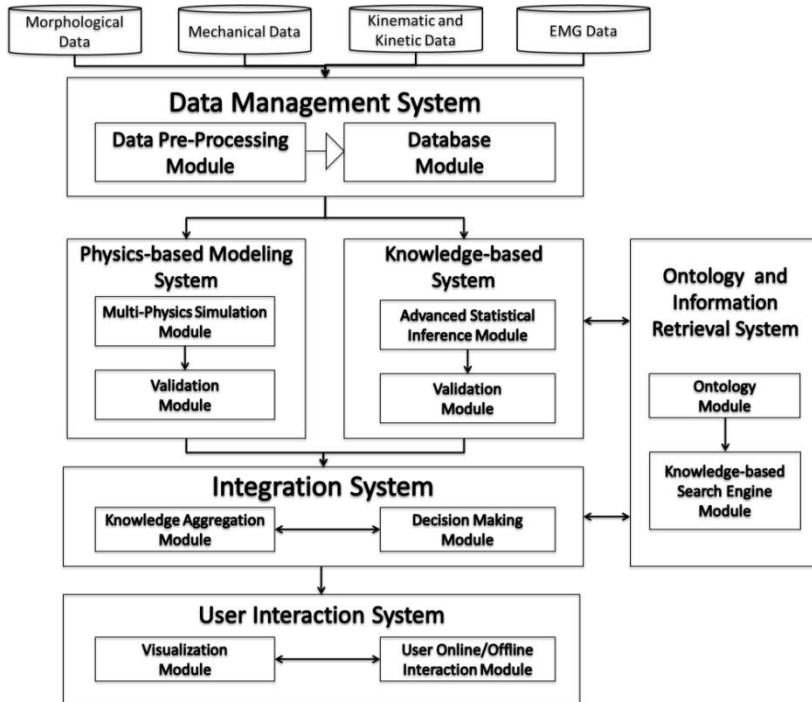 Morphological
Data
Mechanical Data
Kinematic and
Kinetic Data
EMG Data
Data Management System
Data Pre-Processing
Module
Database
Module
Physics-based Modeling
System
Multi-Physics Simulation
Module
Validation
Module
Knowledge-based
System
Advanced Statistical
Inference Module
Validation
Module
Ontology and
Information
Retrieval System
Ontology
Module
Knowledge-based
Search Engine
Module
Integration System
Knowledge Aggregation
Module
Decision Making
Module
User Interaction System
Visualization
Module
User Online/Offline
Interaction Module